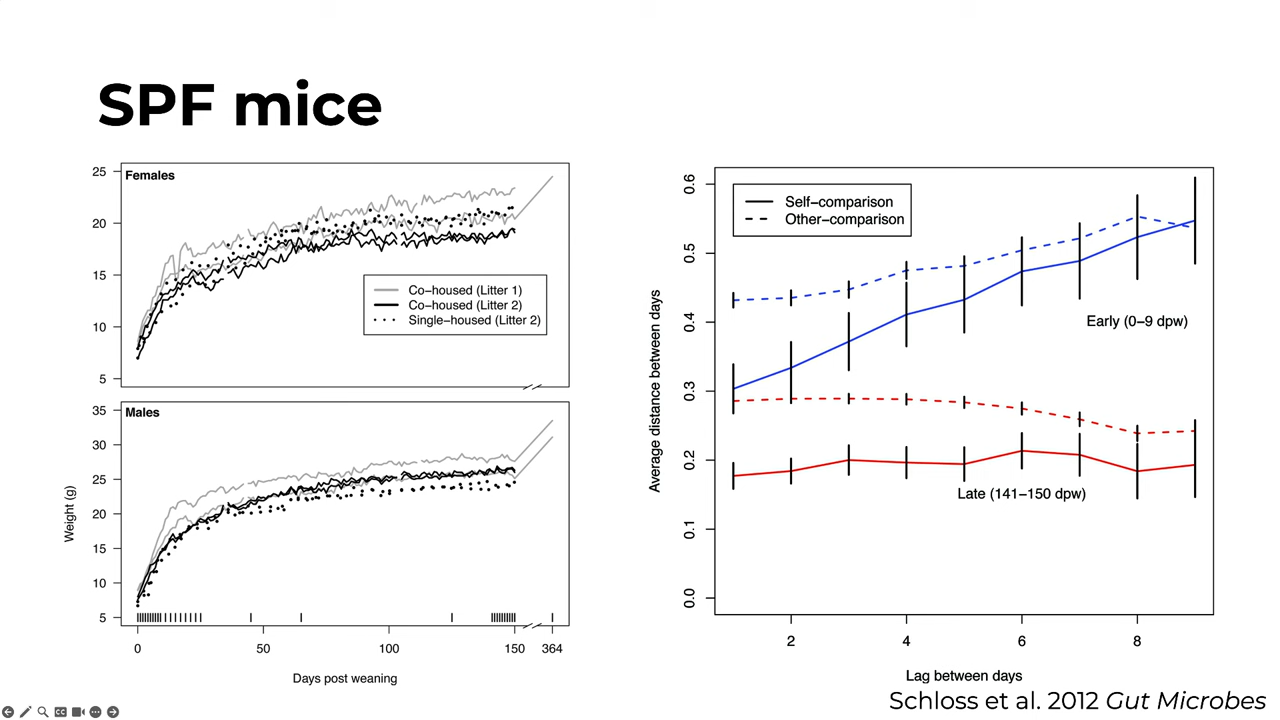 SPF mice
25
20
15
10
5
Females
Co−housed (Litter 1)
Co−housed (Litter 2)
Single−housed (Litter 2)
35
30
25
20
15
10
5
Males
Weight (g)
0
50
100
150
364
Days post weaning
0.6
0.5
0.4
0.3
0.2
0.1
0.0
Average distance between days
Self−comparison
Other−comparison
Early (0−9 dpw)
Late (141−150 dpw)
2
4
6
8
Lag between days
Schloss et al. 2012 Gut Microbes
CC